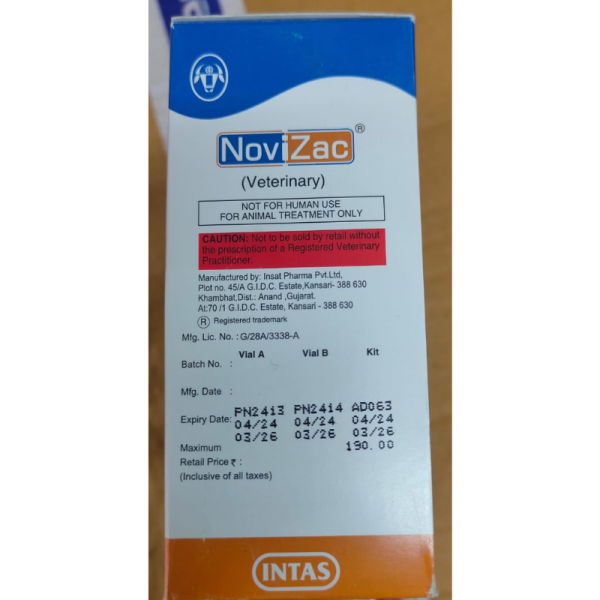 NoviZac®
(Veterinary)
NOT FOR HUMAN USE
FOR ANIMAL TREATMENT ONLY
CAUTION: Not to be sold by retail without
the prescription of a Registered Veterinary
Practitioner.
Manufactured by: Insat Pharma Pvt.Ltd,
Plot no. 45/A G.I.D.C. Estate,Kansari- 388 630
Khambhat,Dist.: Anand ,Gujarat.
At:70 /1 G.I.D.C. Estate, Kansari - 388 630
® Registered trademark
Mfg. Lic. No. : G/28A/3338-A
Vial A Vial B Kit
Batch No. :
Mfg. Date :
PN2413 PN2414 AD063
Expiry Date: 04/24 04/24 04/24
03/26 03/26 03/26
Maximum 190.00
Retail Price ₹ :
(Inclusive of all taxes)
INTAS